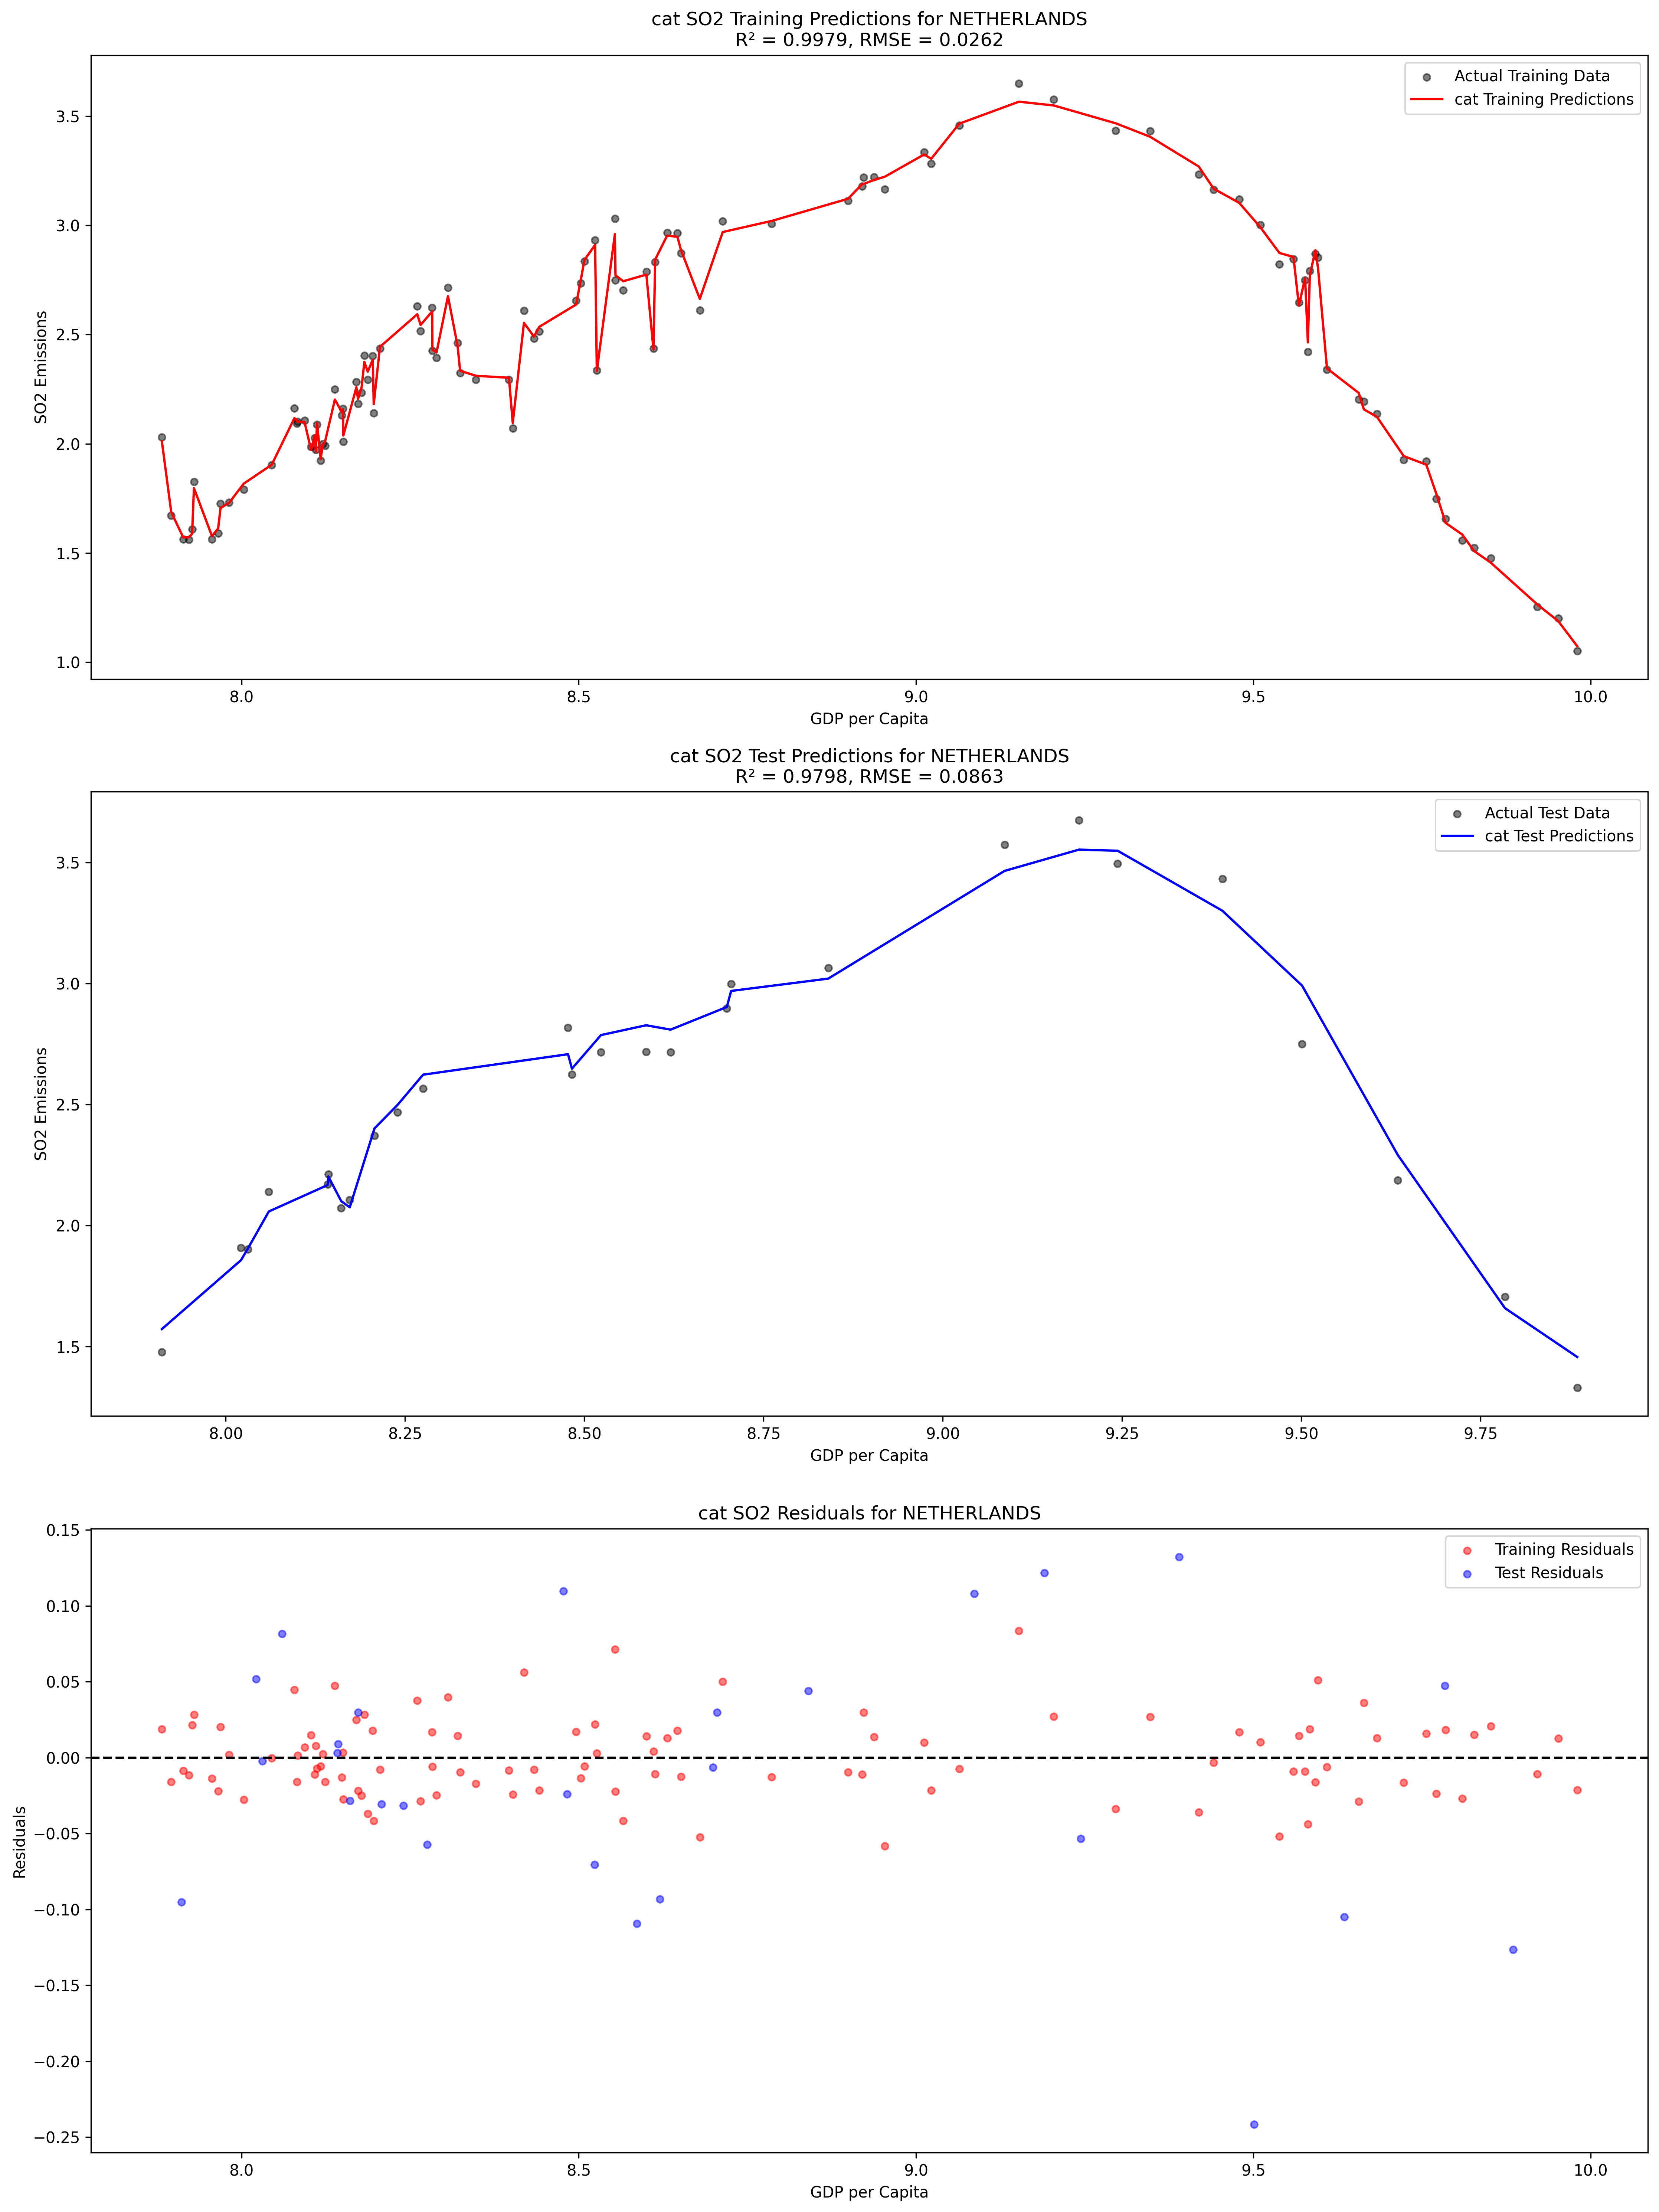 cat SO2 Training Predictions for NETHERLANDS
R² = 0.9979, RMSE = 0.0262
Actual Training Data
cat Training Predictions
SO2 Emissions
3.5
3.0
2.5
2.0
1.5
1.0
8.0 8.5 9.0 9.5 10.0
GDP per Capita
cat SO2 Test Predictions for NETHERLANDS
R² = 0.9798, RMSE = 0.0863
Actual Test Data
cat Test Predictions
SO2 Emissions
3.5
3.0
2.5
2.0
1.5
8.00 8.25 8.50 8.75 9.00 9.25 9.50 9.75
GDP per Capita
cat SO2 Residuals for NETHERLANDS
Training Residuals
Test Residuals
Residuals
0.15
0.10
0.05
0.00
−0.05
−0.10
−0.15
−0.20
−0.25
8.0 8.5 9.0 9.5 10.0
GDP per Capita